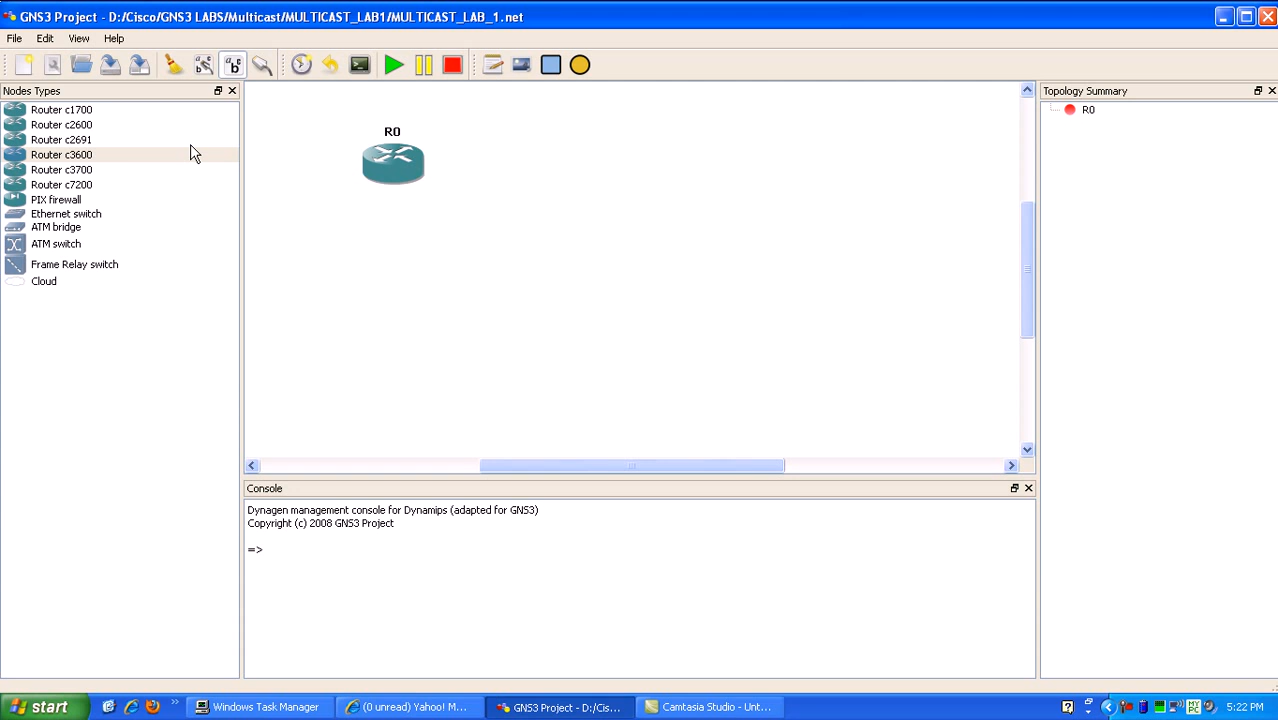 GNS3 Project - D:/Cisco/GNS3 LABS/Multicast/MULTICAST_LAB1/MULTICAST_LAB_1.net
File Edit View Help
Nodes Types
Router c1700
Router c2600
Router c2691
Router c3600
Router c3700
Router c7200
PIX firewall
Ethernet switch
ATM bridge
ATM switch
Frame Relay switch
Cloud
R0
Topology Summary
R0
Console
Dynagen management console for Dynamips (adapted for GNS3)
Copyright (c) 2008 GNS3 Project
=>
start
Windows Task Manager
(0 unread) Yahoo! M...
GNS3 Project - D:/Cis...
Camtasia Studio - Unt...
5:22 PM